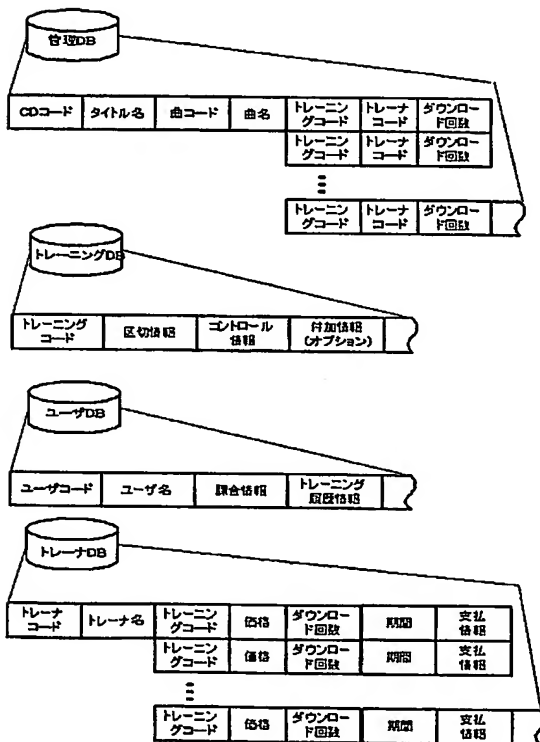 管理DB
CDコード タイトル名 曲コード 曲名 トレーニングコード トレーナコード ダウンロード回数
トレーニングコード トレーナコード ダウンロード回数
トレーニングコード トレーナコード ダウンロード回数
トレーニングDB
トレーニングコード 区切情報 コントロール情報 付加情報(オプション)
ユーザDB
ユーザコード ユーザ名 課金情報 トレーニング履歴情報
トレーナDB
トレーナコード トレーナ名 トレーニングコード 価格 ダウンロード回数 期間 支払情報
トレーニングコード 価格 ダウンロード回数 期間 支払情報
トレーニングコード 価格 ダウンロード回数 期間 支払情報